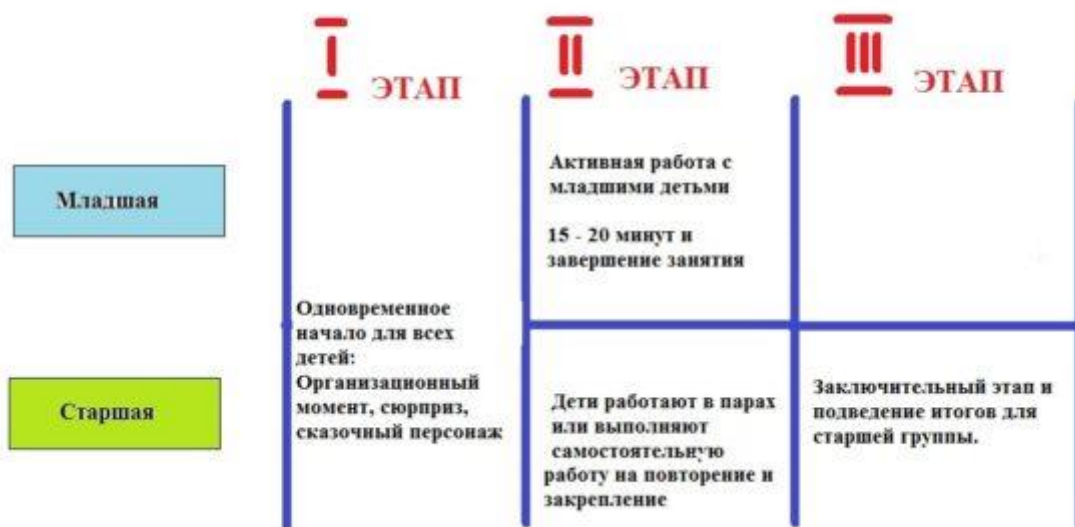 I ЭТАП
II ЭТАП
III ЭТАП
Младшая
Активная работа с
младшими детьми
15 - 20 минут и
завершение занятия
Одновременное
начало для всех
детей:
Организационный
момент, сюрприз,
сказочный персонаж
Старшая
Дети работают в парах
или выполняют
самостоятельную
работу на повторение и
закрепление
Заключительный этап и
подведение итогов для
старшей группы.